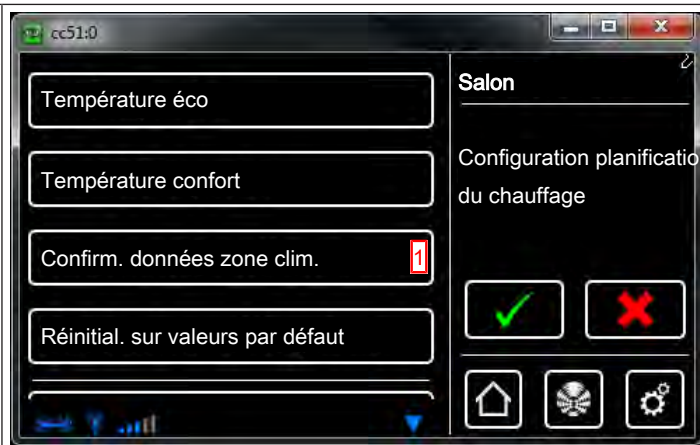 cc51:0
Température éco
Température confort
Confirm. données zone clim.
1
Réinitial. sur valeurs par défaut
Salon
Configuration planificatio
du chauffage